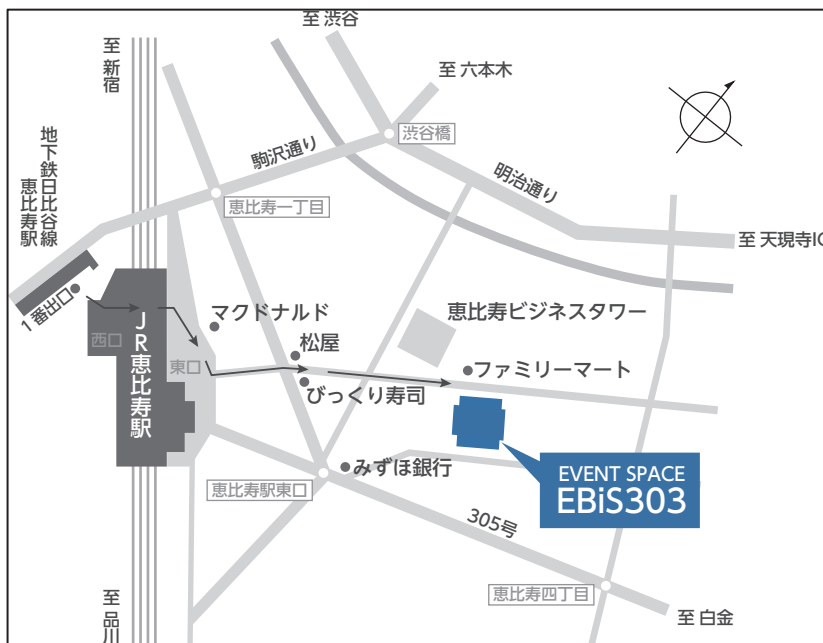 至 渋谷
至 新宿
至 六本木
渋谷橋
駒沢通り
明治通り
地下鉄日比谷線
恵比寿駅
恵比寿一丁目
至 天現寺IC
1番出口
マクドナルド
恵比寿ビジネスタワー
JR恵比寿駅
西口
東口
松屋
ファミリーマート
びっくり寿司
みずほ銀行
EVENT SPACE
EBiS303
恵比寿駅東口
305号
恵比寿四丁目
至 品川
至 白金